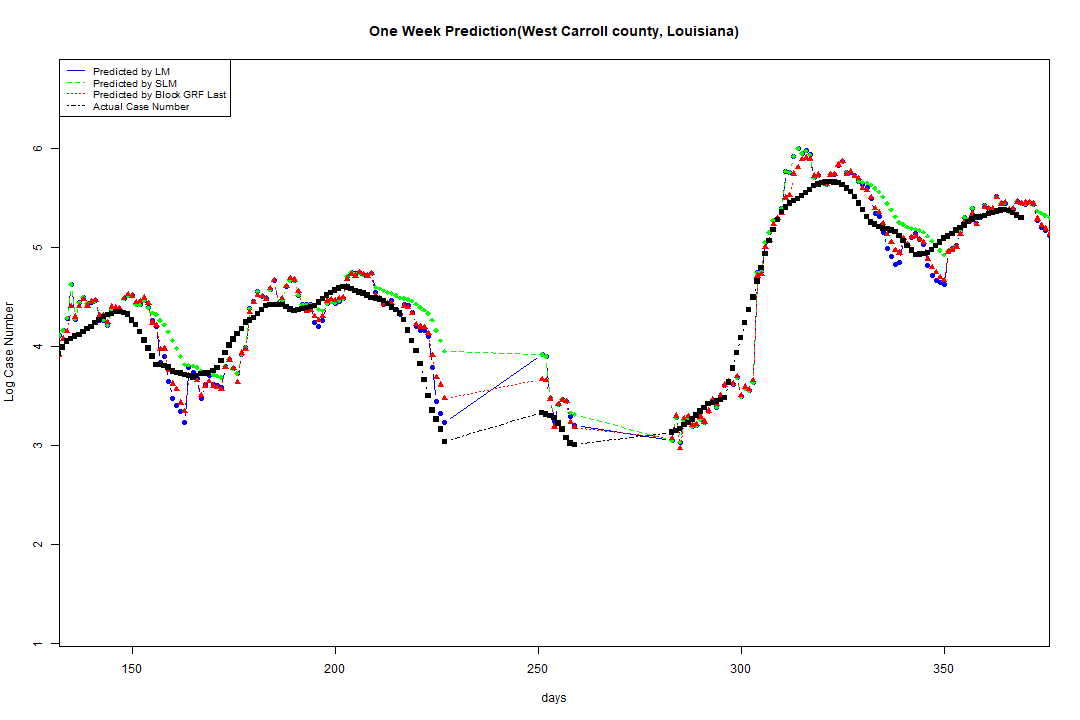 One Week Prediction(West Carroll county, Louisiana)
Predicted by LM
Predicted by SLM
Predicted by Block GRF Last
Actual Case Number
Log Case Number
6
5
4
3
2
1
150 200 250 300 350
days